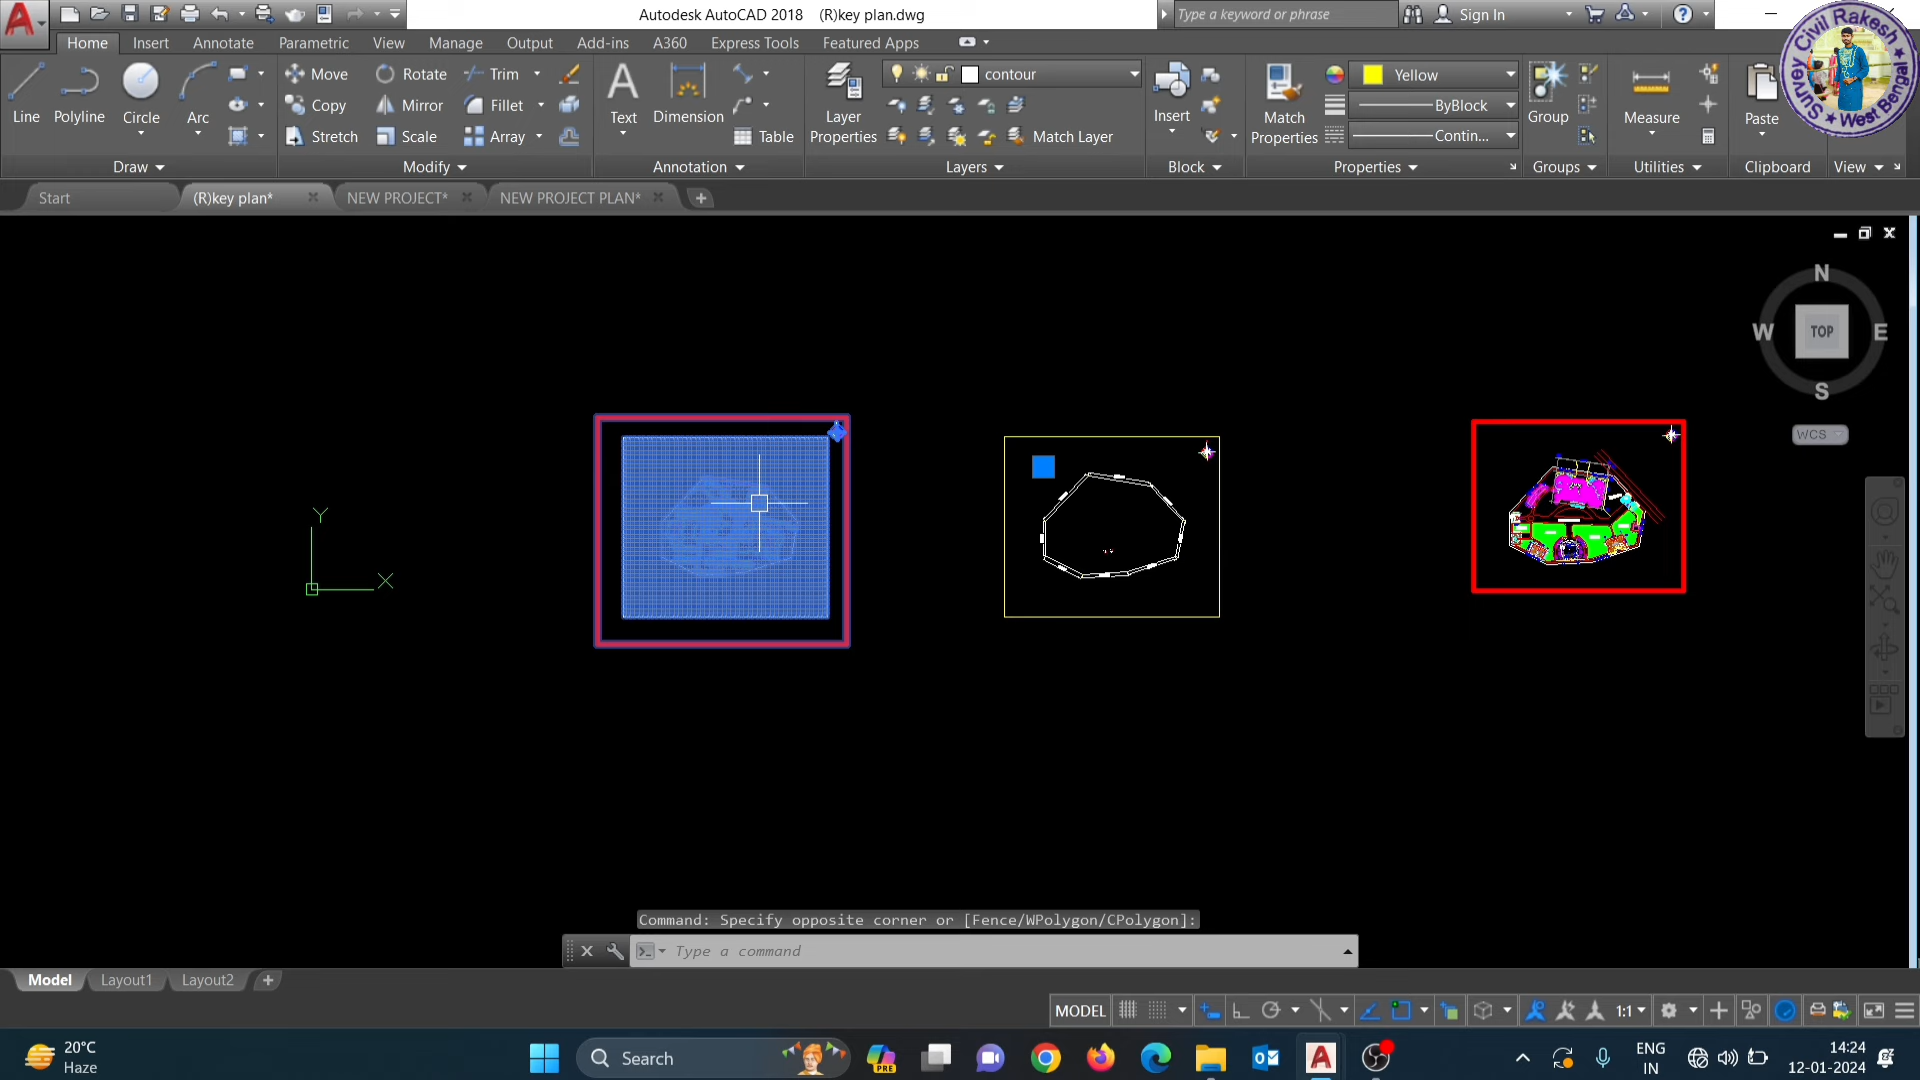 Autodesk AutoCAD 2018 (R)key plan.dwg
Type a keyword or phrase
Sign In
Home Insert Annotate Parametric View Manage Output Add-ins A360 Express Tools Featured Apps
Line Polyline Circle Arc
Move Rotate Trim
Copy Mirror Fillet
Stretch Scale Array
Text Dimension Table
Layer Properties
contour
Match Layer
Insert
Match Properties
Yellow
ByBlock
Contin...
Group
Measure
Paste
Draw Modify Annotation Layers Block Properties Groups Utilities Clipboard View
Survey Civil Rakesh
West Bengal
Start (R)key plan* NEW PROJECT* NEW PROJECT PLAN*
N
W TOP E
S
WCS
Y
X
Command: Specify opposite corner or [Fence/WPolygon/CPolygon]:
Type a command
Model Layout1 Layout2
MODEL 1:1
20°C
Haze
Search
PRE
ENG
IN
14:24
12-01-2024